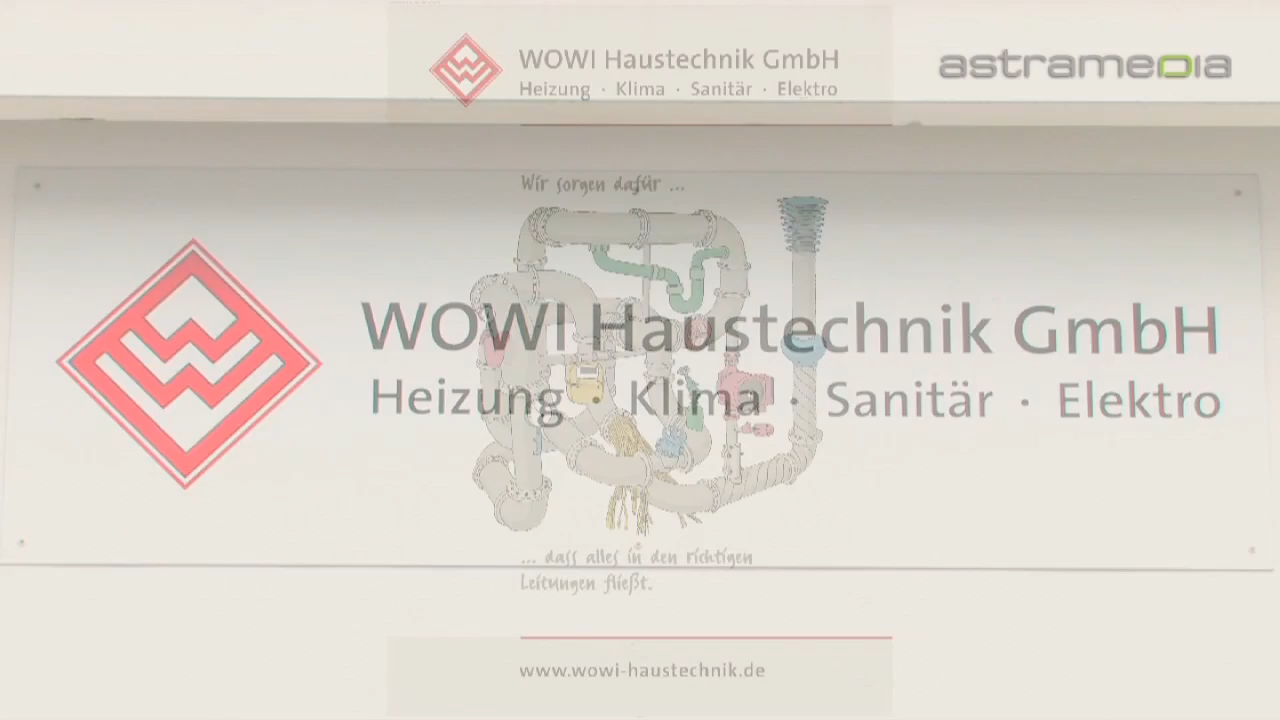 WOWI Haustechnik GmbH
Heizung · Klima · Sanitär · Elektro
astramedia
Wir sorgen dafür ...
WOWI Haustechnik GmbH
Heizung · Klima · Sanitär · Elektro
... dass alles in den richtigen
Leitungen fließt.
www.wowi-haustechnik.de